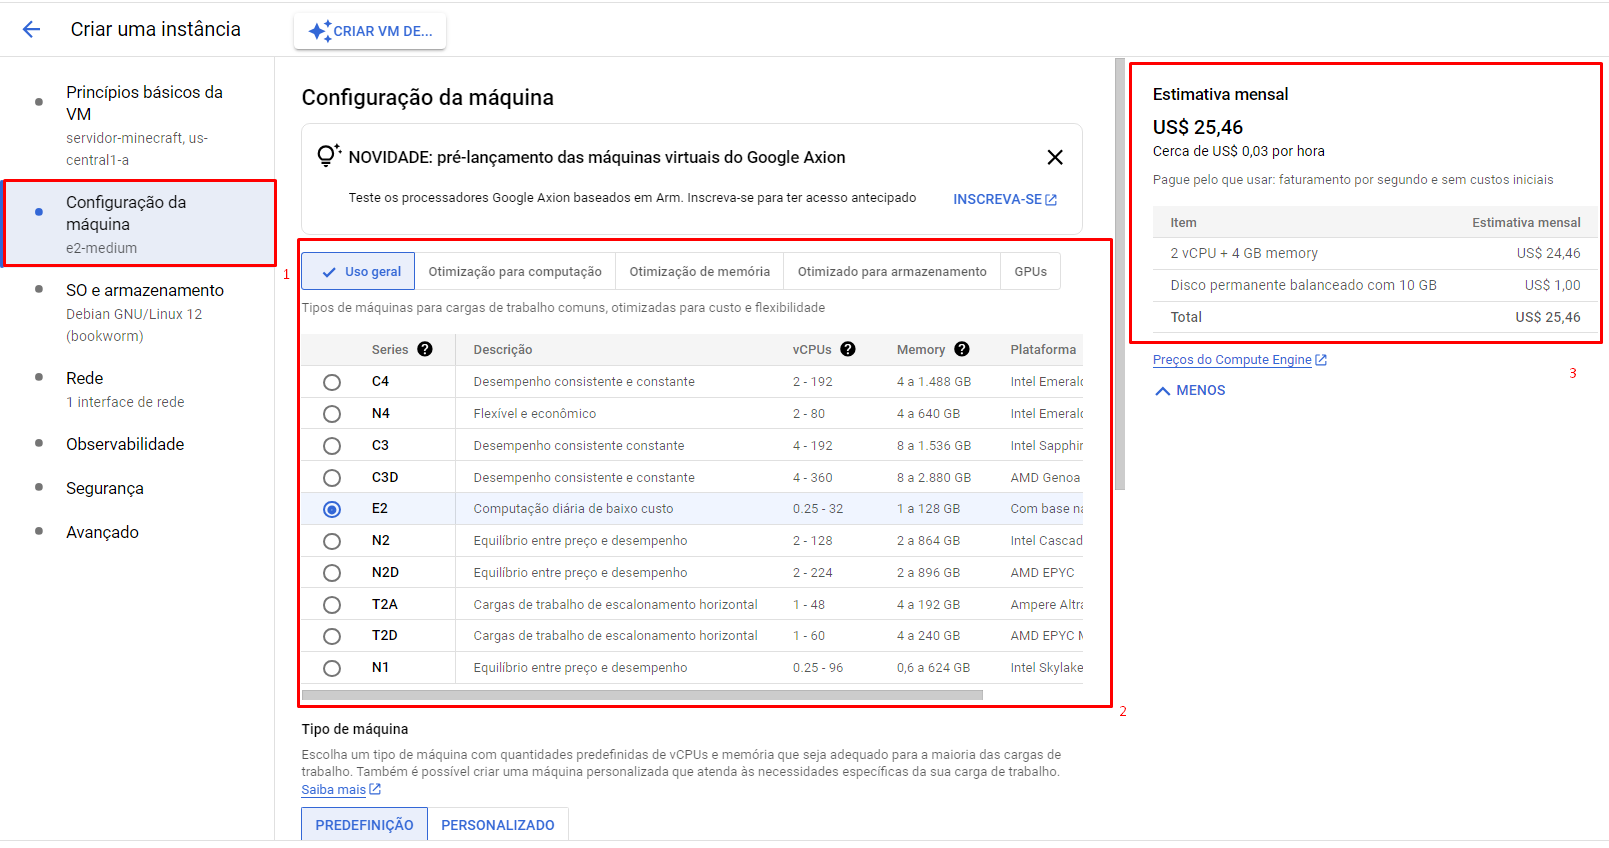 Criar uma instância
CRIAR VM DE...
Princípios básicos da
VM
servidor-minecraft, us-
central1-a
Configuração da
máquina
e2-medium
1
SO e armazenamento
Debian GNU/Linux 12
(bookworm)
Rede
1 interface de rede
Observabilidade
Segurança
Avançado
Configuração da máquina
NOVIDADE: pré-lançamento das máquinas virtuais do Google Axion
Teste os processadores Google Axion baseados em Arm. Inscreva-se para ter acesso antecipado
INSCREVA-SE
Uso geral Otimização para computação Otimização de memória Otimizado para armazenamento GPUs
Tipos de máquinas para cargas de trabalho comuns, otimizadas para custo e flexibilidade
Series Descrição vCPUs Memory Plataforma
C4 Desempenho consistente e constante 2 - 192 4 a 1.488 GB Intel Emerald
N4 Flexível e econômico 2 - 80 4 a 640 GB Intel Emerald
C3 Desempenho consistente constante 4 - 192 8 a 1.536 GB Intel Sapphir
C3D Desempenho consistente e constante 4 - 360 8 a 2.880 GB AMD Genoa
E2 Computação diária de baixo custo 0.25 - 32 1 a 128 GB Com base na
N2 Equilíbrio entre preço e desempenho 2 - 128 2 a 864 GB Intel Cascad
N2D Equilíbrio entre preço e desempenho 2 - 224 2 a 896 GB AMD EPYC
T2A Cargas de trabalho de escalonamento horizontal 1 - 48 4 a 192 GB Ampere Altra
T2D Cargas de trabalho de escalonamento horizontal 1 - 60 4 a 240 GB AMD EPYC M
N1 Equilíbrio entre preço e desempenho 0.25 - 96 0,6 a 624 GB Intel Skylake
2
Tipo de máquina
Escolha um tipo de máquina com quantidades predefinidas de vCPUs e memória que seja adequado para a maioria das cargas de
trabalho. Também é possível criar uma máquina personalizada que atenda às necessidades específicas da sua carga de trabalho.
Saiba mais
PREDEFINIÇÃO PERSONALIZADO
Estimativa mensal
US$ 25,46
Cerca de US$ 0,03 por hora
Pague pelo que usar: faturamento por segundo e sem custos iniciais
Item Estimativa mensal
2 vCPU + 4 GB memory US$ 24,46
Disco permanente balanceado com 10 GB US$ 1,00
Total US$ 25,46
Preços do Compute Engine
3
MENOS